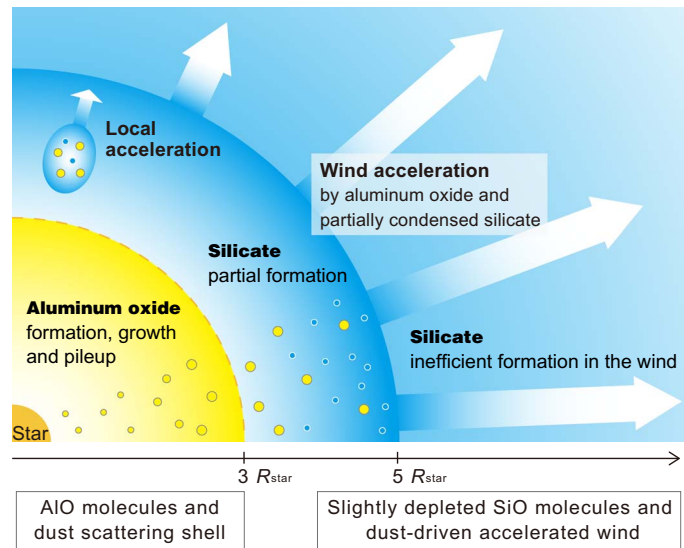 Local
acceleration
Wind acceleration
by aluminum oxide and
partially condensed silicate
Silicate
partial formation
Aluminum oxide
formation, growth
and pileup
Silicate
inefficient formation in the wind
Star
3 Rstar
5 Rstar
AlO molecules and
dust scattering shell
Slightly depleted SiO molecules and
dust-driven accelerated wind